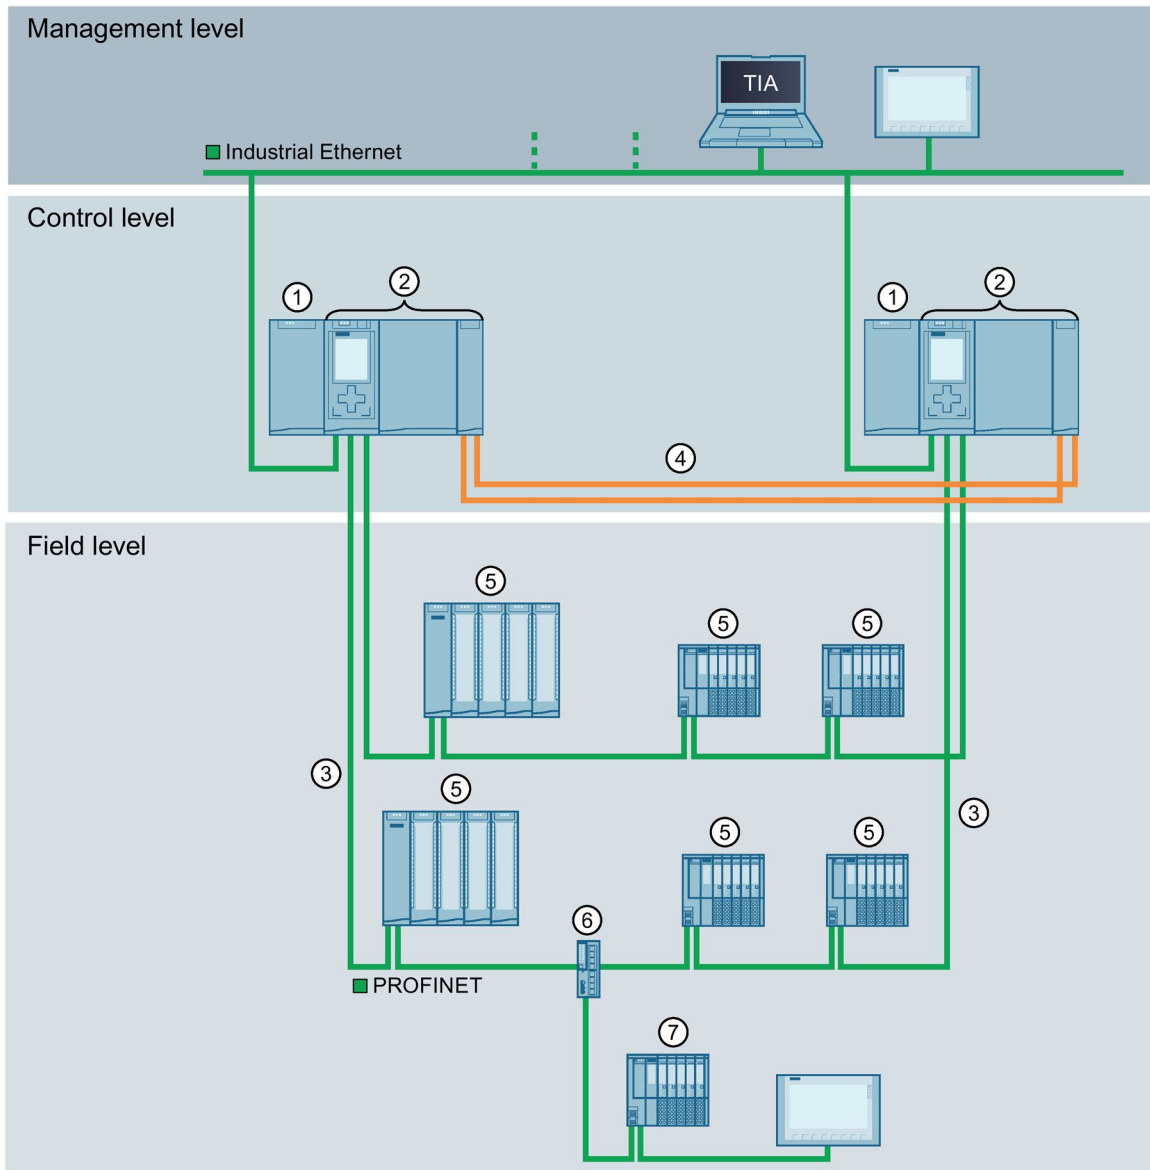 Management level
TIA
Industrial Ethernet
Control level
1
2
1
2
4
Field level
5
5
5
3
5
3
5
5
6
PROFINET
7